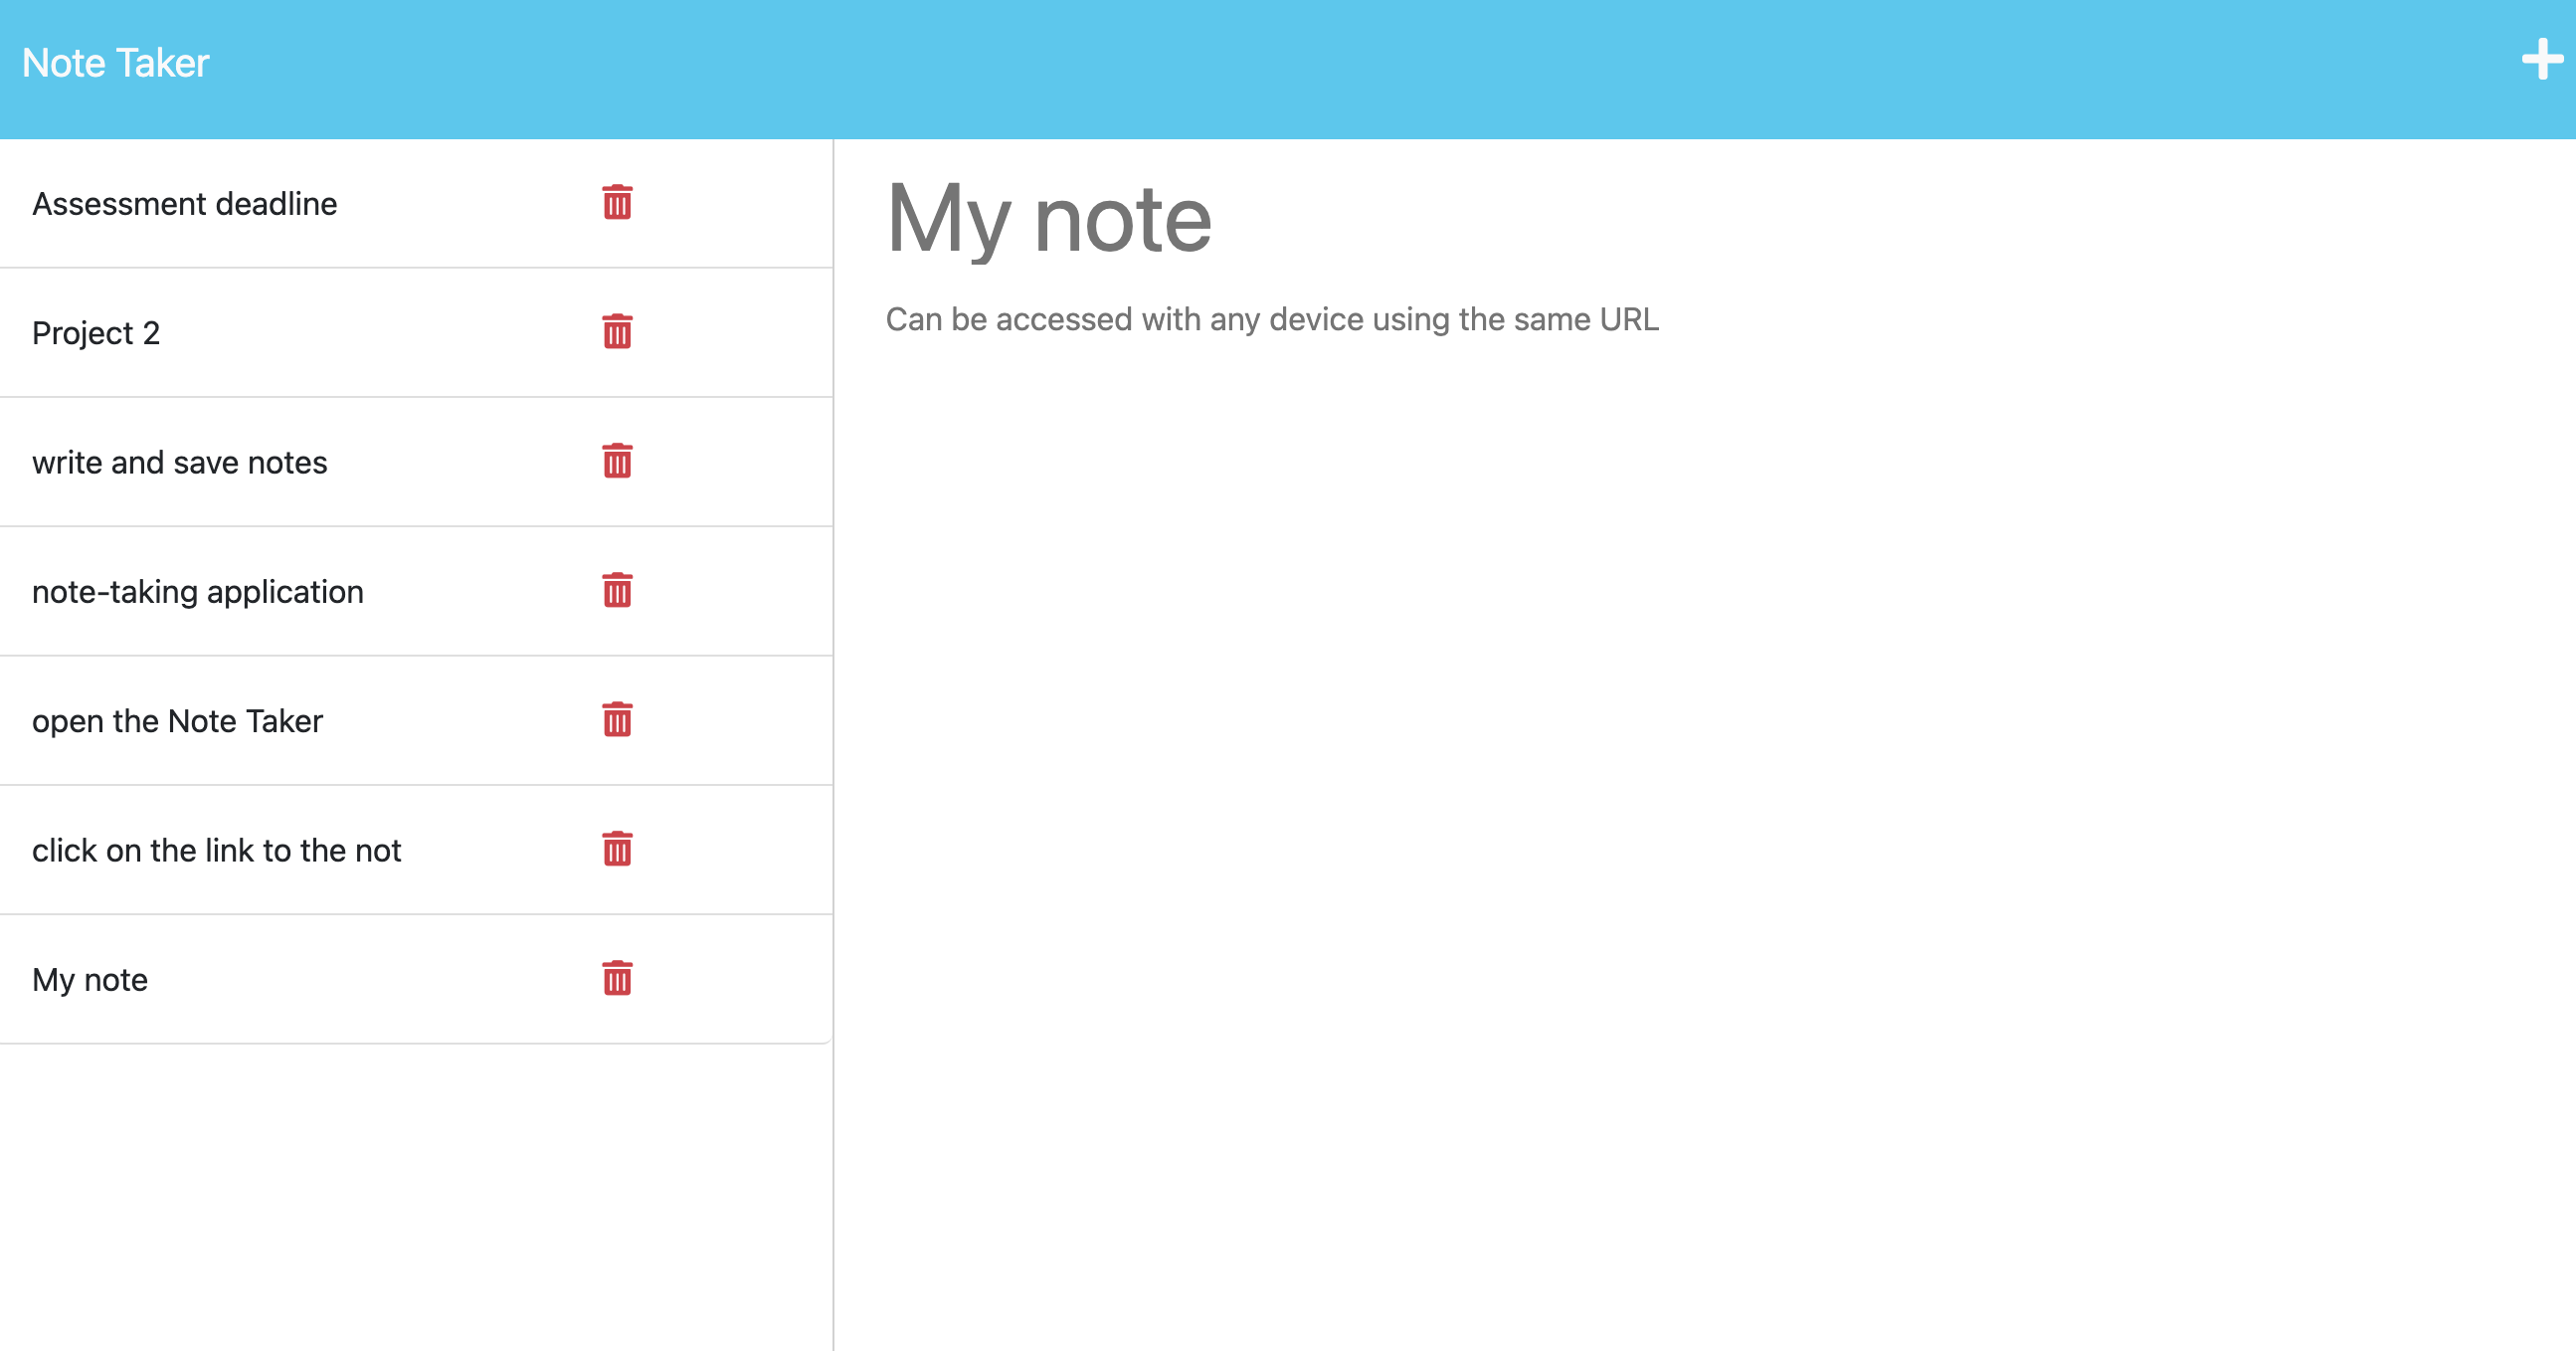 Note Taker
Assessment deadline
Project 2
write and save notes
note-taking application
open the Note Taker
click on the link to the not
My note
My note
Can be accessed with any device using the same URL